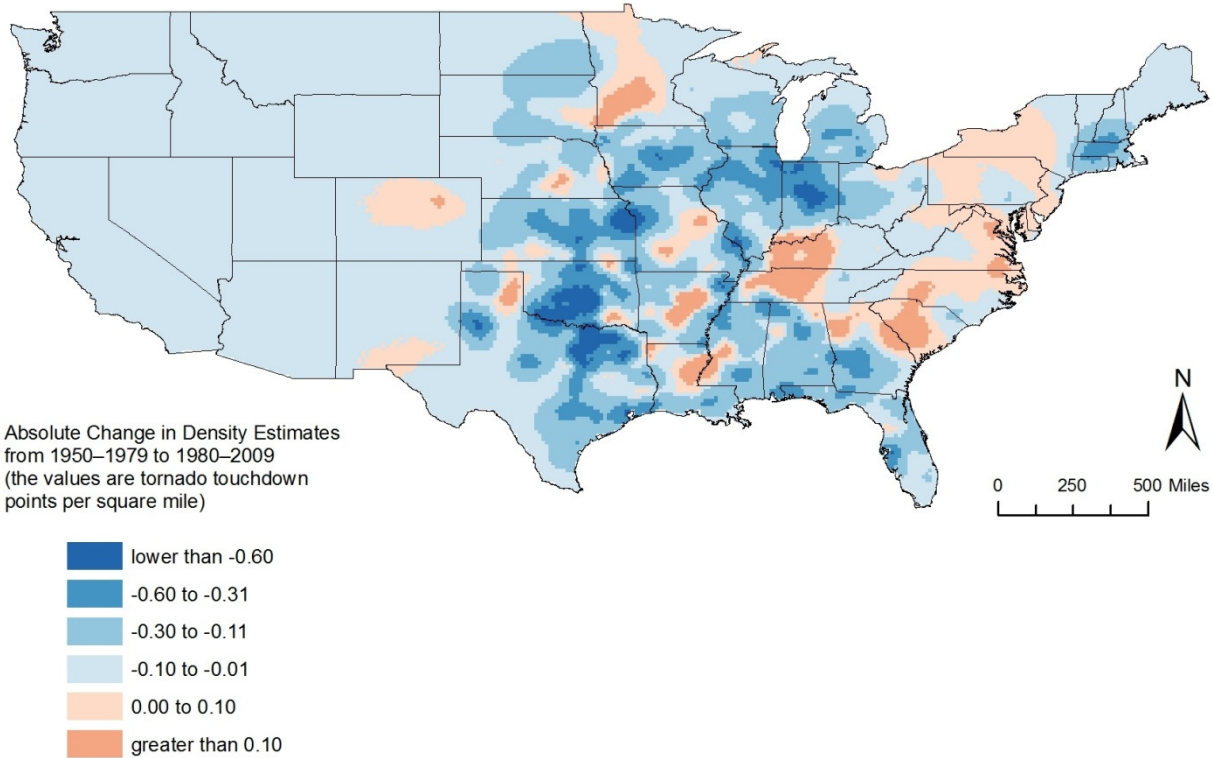 Absolute Change in Density Estimates
from 1950–1979 to 1980–2009
(the values are tornado touchdown
points per square mile)
lower than -0.60
-0.60 to -0.31
-0.30 to -0.11
-0.10 to -0.01
0.00 to 0.10
greater than 0.10
N
0 250 500 Miles